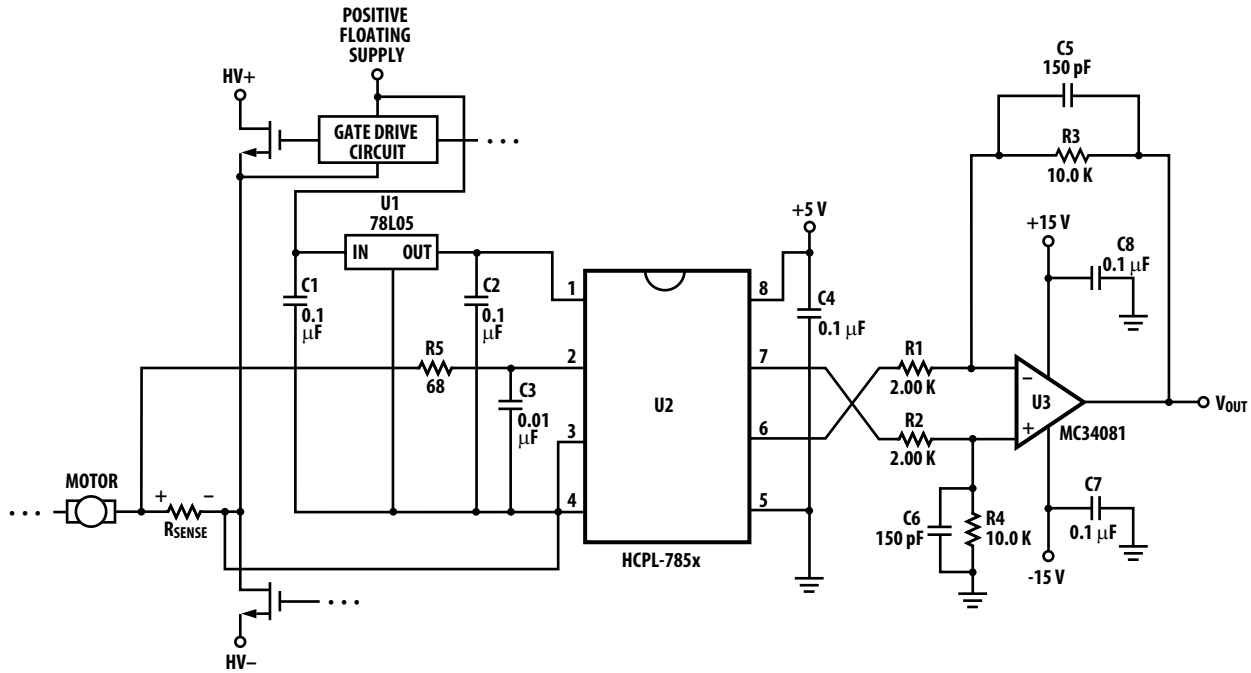 POSITIVE
FLOATING
SUPPLY
HV+
GATE DRIVE
CIRCUIT
• • •
U1
78L05
IN
OUT
C1
0.1
µF
C2
0.1
µF
R5
68
C3
0.01
µF
MOTOR
• • •
+
–
RSENSE
• • •
HV–
1
2
3
4
8
7
6
5
U2
HCPL-785x
+5 V
C4
0.1 µF
R1
2.00 K
R2
2.00 K
C5
150 pF
R3
10.0 K
+15 V
C8
0.1 µF
–
+
U3
MC34081
VOUT
C6
150 pF
R4
10.0 K
C7
0.1 µF
-15 V